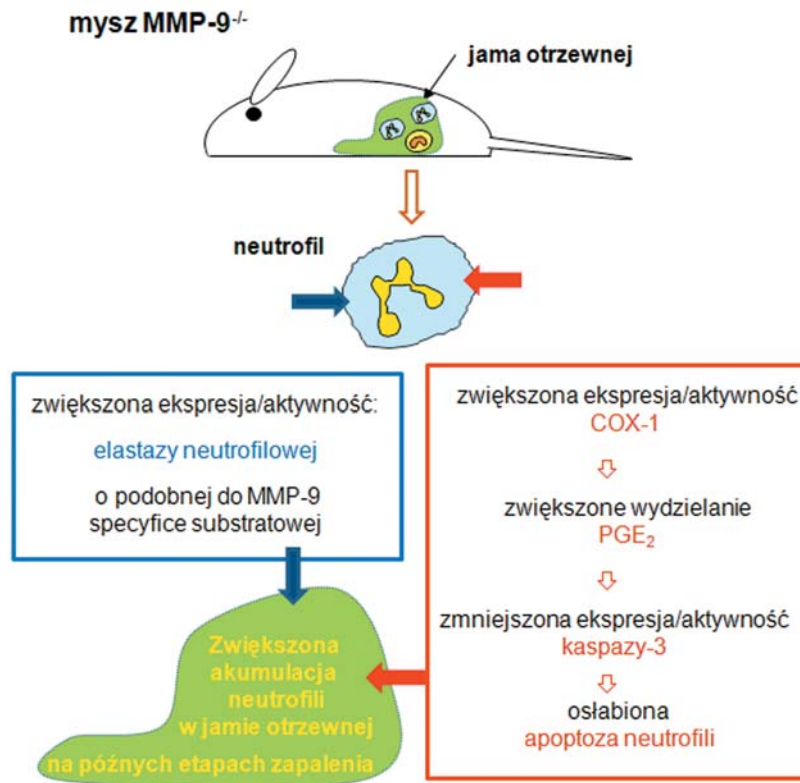 mysz MMP-9-/-
jama otrzewnej
neutrofil
zwiększona ekspresja/aktywność:
elastazy neutrofilowej
o podobnej do MMP-9
specyfice substratowej
zwiększona ekspresja/aktywność
COX-1
zwiększone wydzielanie
PGE2
zmniejszona ekspresja/aktywność
kaspazy-3
osłabiona
apoptoza neutrofili
Zwiększona
akumulacja
neutrofili
w jamie otrzewnej
na późnych etapach zapalenia